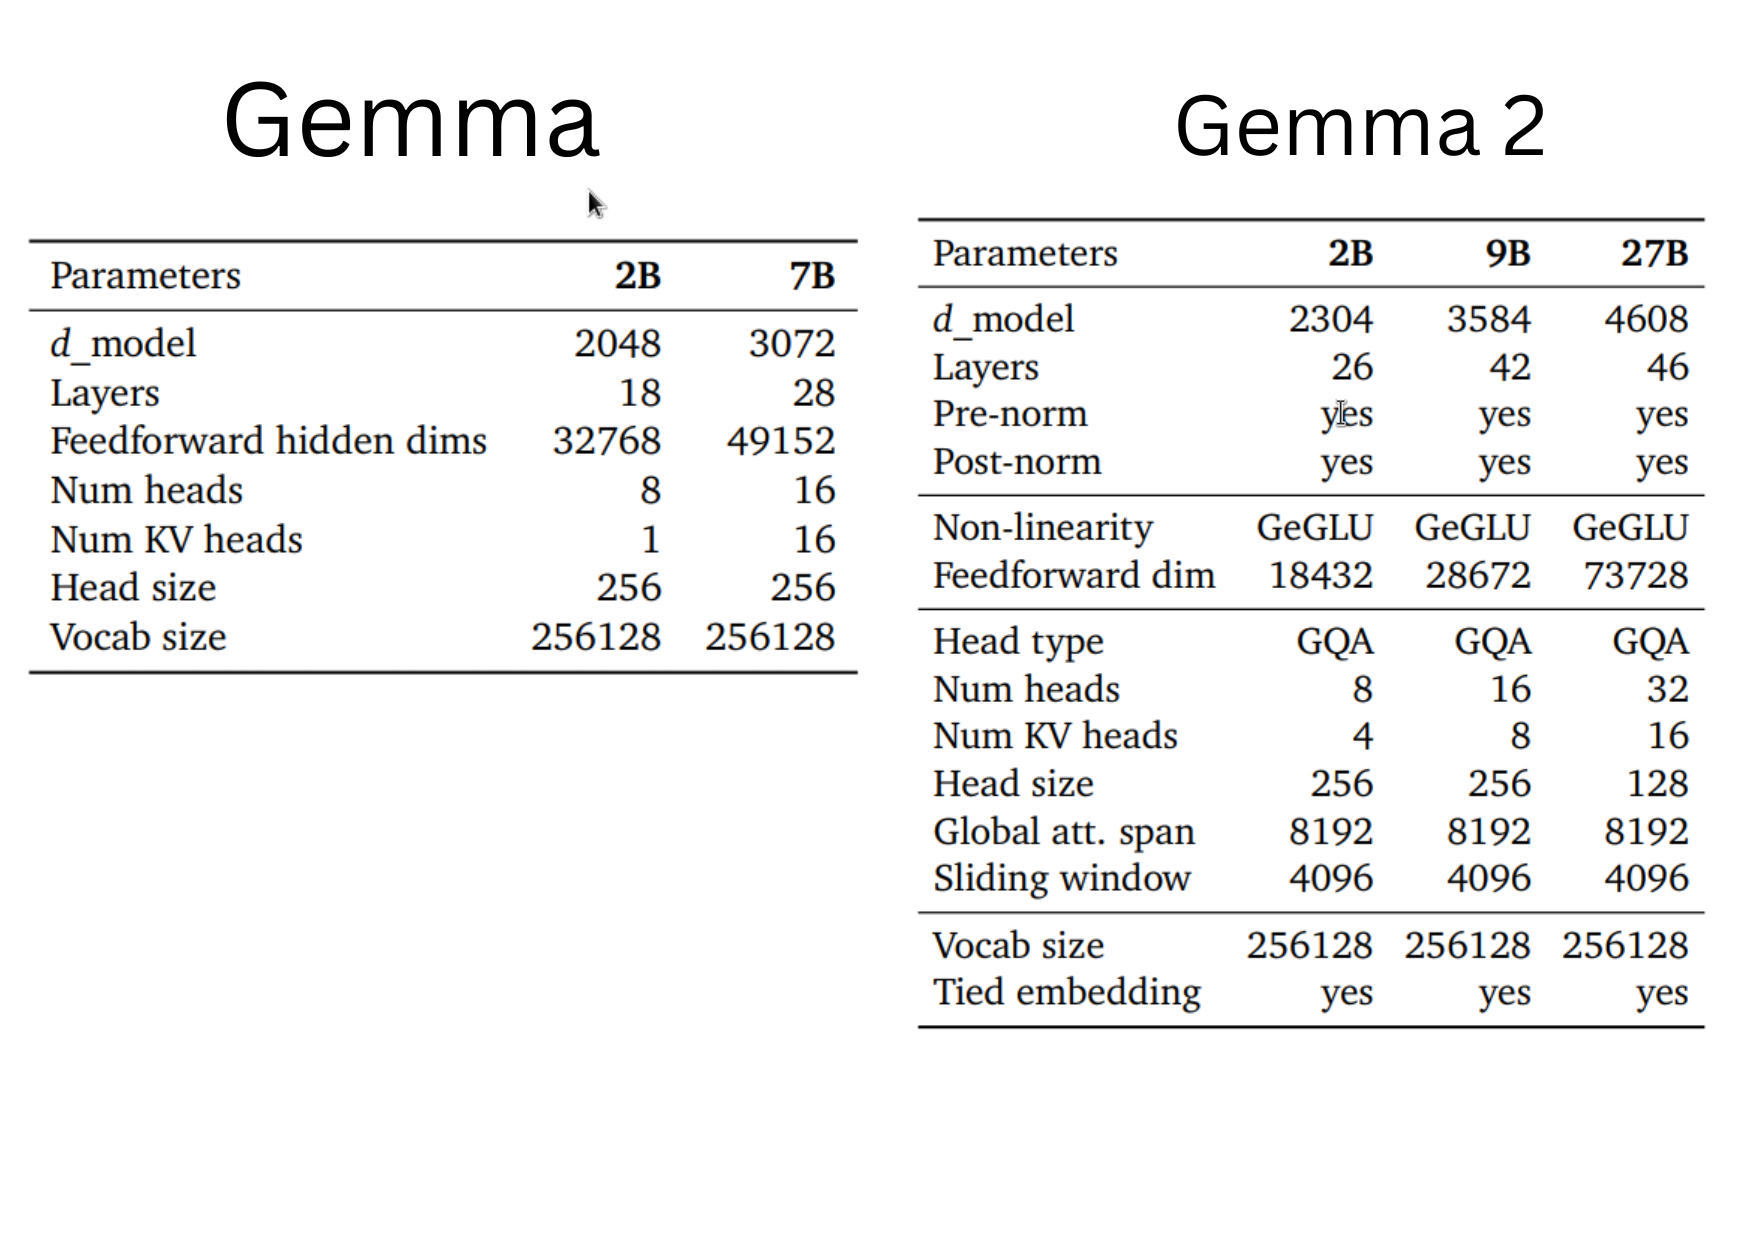 Gemma
Parameters 2B 7B
d_model 2048 3072
Layers 18 28
Feedforward hidden dims 32768 49152
Num heads 8 16
Num KV heads 1 16
Head size 256 256
Vocab size 256128 256128
Gemma 2
Parameters 2B 9B 27B
d_model 2304 3584 4608
Layers 26 42 46
Pre-norm yes yes yes
Post-norm yes yes yes
Non-linearity GeGLU GeGLU GeGLU
Feedforward dim 18432 28672 73728
Head type GQA GQA GQA
Num heads 8 16 32
Num KV heads 4 8 16
Head size 256 256 128
Global att. span 8192 8192 8192
Sliding window 4096 4096 4096
Vocab size 256128 256128 256128
Tied embedding yes yes yes